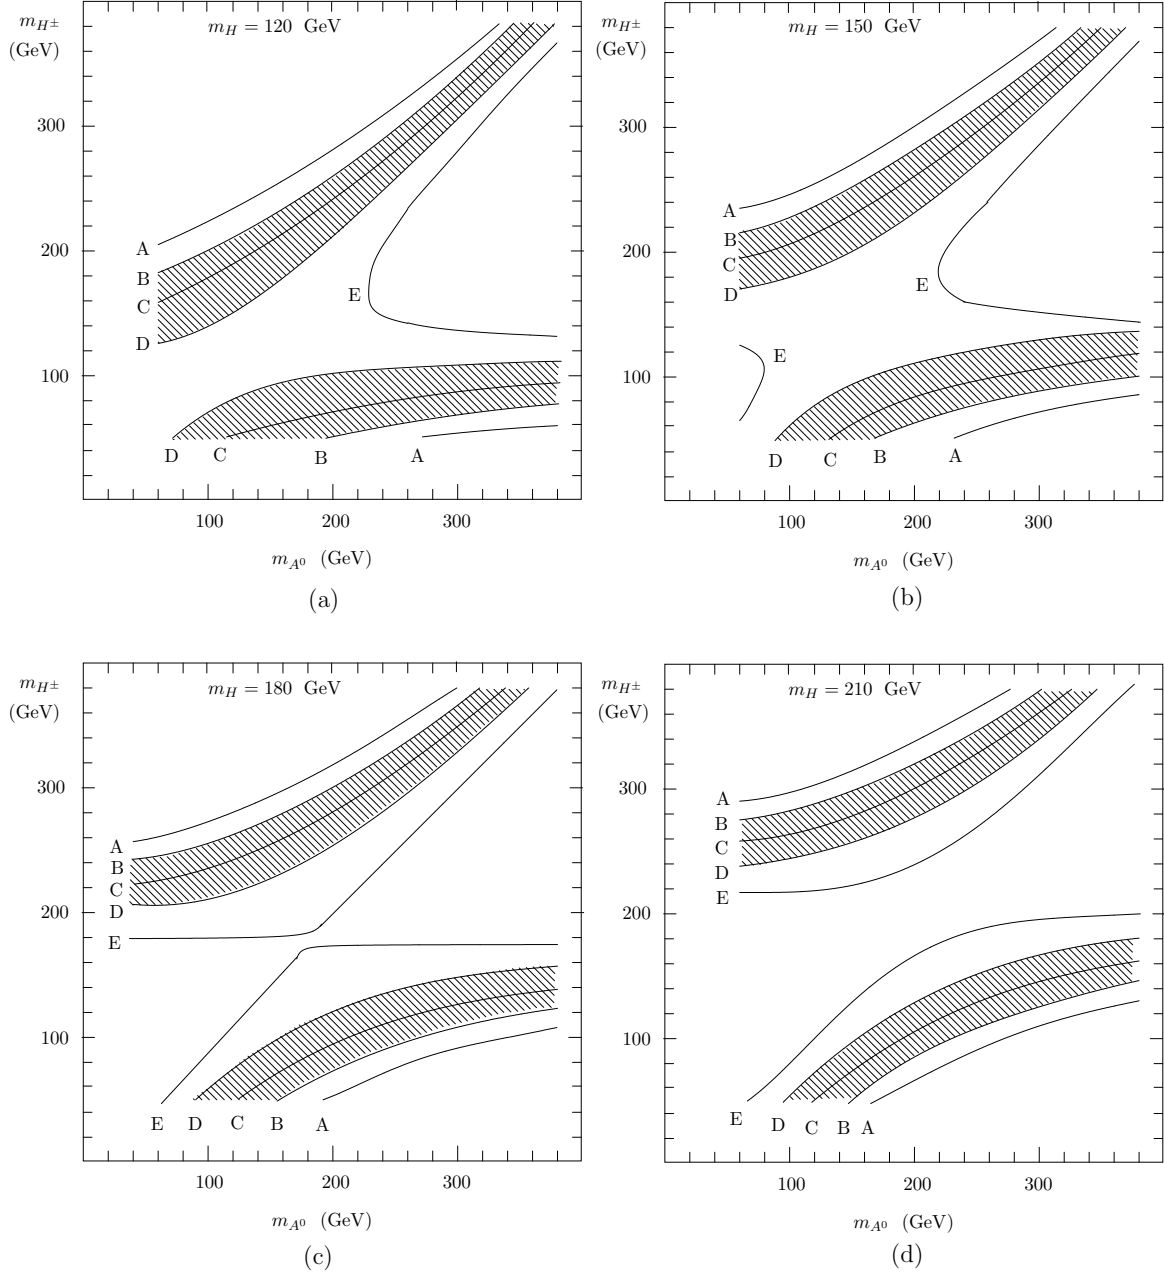 m_{H^±} (GeV)
m_H = 120 GeV
300
200
100
A
B
C
D
E
D C B A
100 200 300
m_{A^0} (GeV)
(a)
m_{H^±} (GeV)
m_H = 150 GeV
300
200
100
A
B
C
D
E
E
D C B A
100 200 300
m_{A^0} (GeV)
(b)
m_{H^±} (GeV)
m_H = 180 GeV
300
200
100
A
B
C
D
E
E D C B A
100 200 300
m_{A^0} (GeV)
(c)
m_{H^±} (GeV)
m_H = 210 GeV
300
200
100
A
B
C
D
E
E D C B A
100 200 300
m_{A^0} (GeV)
(d)